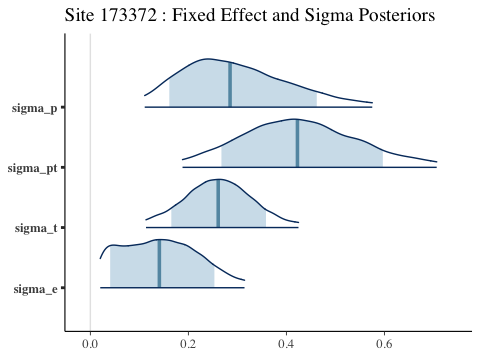 Site 173372 : Fixed Effect and Sigma Posteriors
sigma_p
sigma_pt
sigma_t
sigma_e
0.0 0.2 0.4 0.6